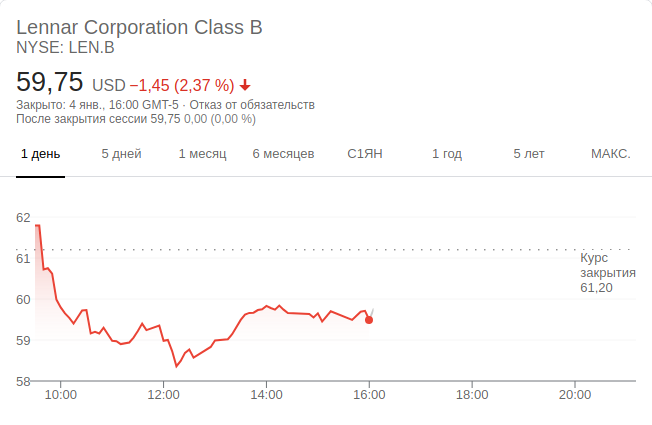 Lennar Corporation Class B
NYSE: LEN.B
59,75 USD −1,45 (2,37 %)
Закрыто: 4 янв., 16:00 GMT-5 · Отказ от обязательств
После закрытия сессии 59,75 0,00 (0,00 %)
1 день 5 дней 1 месяц 6 месяцев С1ЯН 1 год 5 лет МАКС.
62
61
60
59
58
Курс
закрытия
61,20
10:00 12:00 14:00 16:00 18:00 20:00